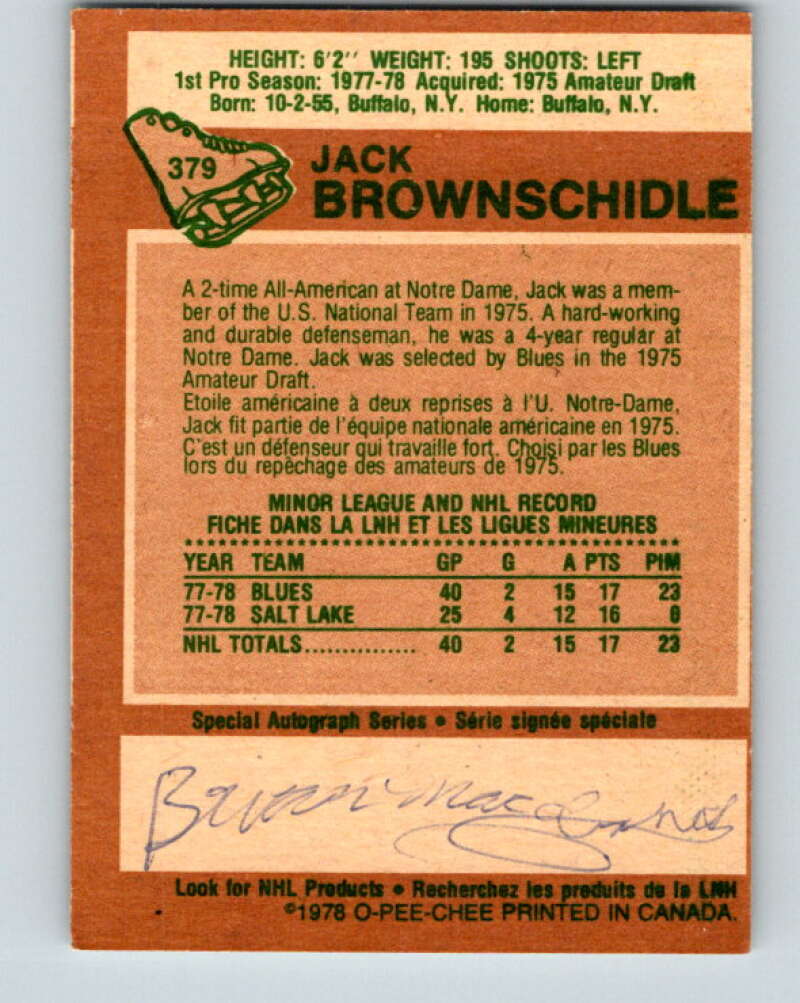 HEIGHT: 6'2'' WEIGHT: 195 SHOOTS: LEFT
1st Pro Season: 1977-78 Acquired: 1975 Amateur Draft
Born: 10-2-55, Buffalo, N.Y. Home: Buffalo, N.Y.
379
JACK
BROWNSCHIDLE
A 2-time All-American at Notre Dame, Jack was a mem-
ber of the U.S. National Team in 1975. A hard-working
and durable defenseman, he was a 4-year regular at
Notre Dame. Jack was selected by Blues in the 1975
Amateur Draft.
Etoile américaine à deux reprises à l'U. Notre-Dame,
Jack fit partie de l'équipe nationale américaine en 1975.
C'est un défenseur qui travaille fort. Choisi par les Blues
lors du repêchage des amateurs de 1975.
MINOR LEAGUE AND NHL RECORD
FICHE DANS LA LNH ET LES LIGUES MINEURES
YEAR TEAM GP G A PTS PIM
77-78 BLUES 40 2 15 17 23
77-78 SALT LAKE 25 4 12 16 0
NHL TOTALS................ 40 2 15 17 23
Special Autograph Series • Série signée spéciale
Look for NHL Products • Recherchez les produits de la LNH
©1978 O-PEE-CHEE PRINTED IN CANADA.